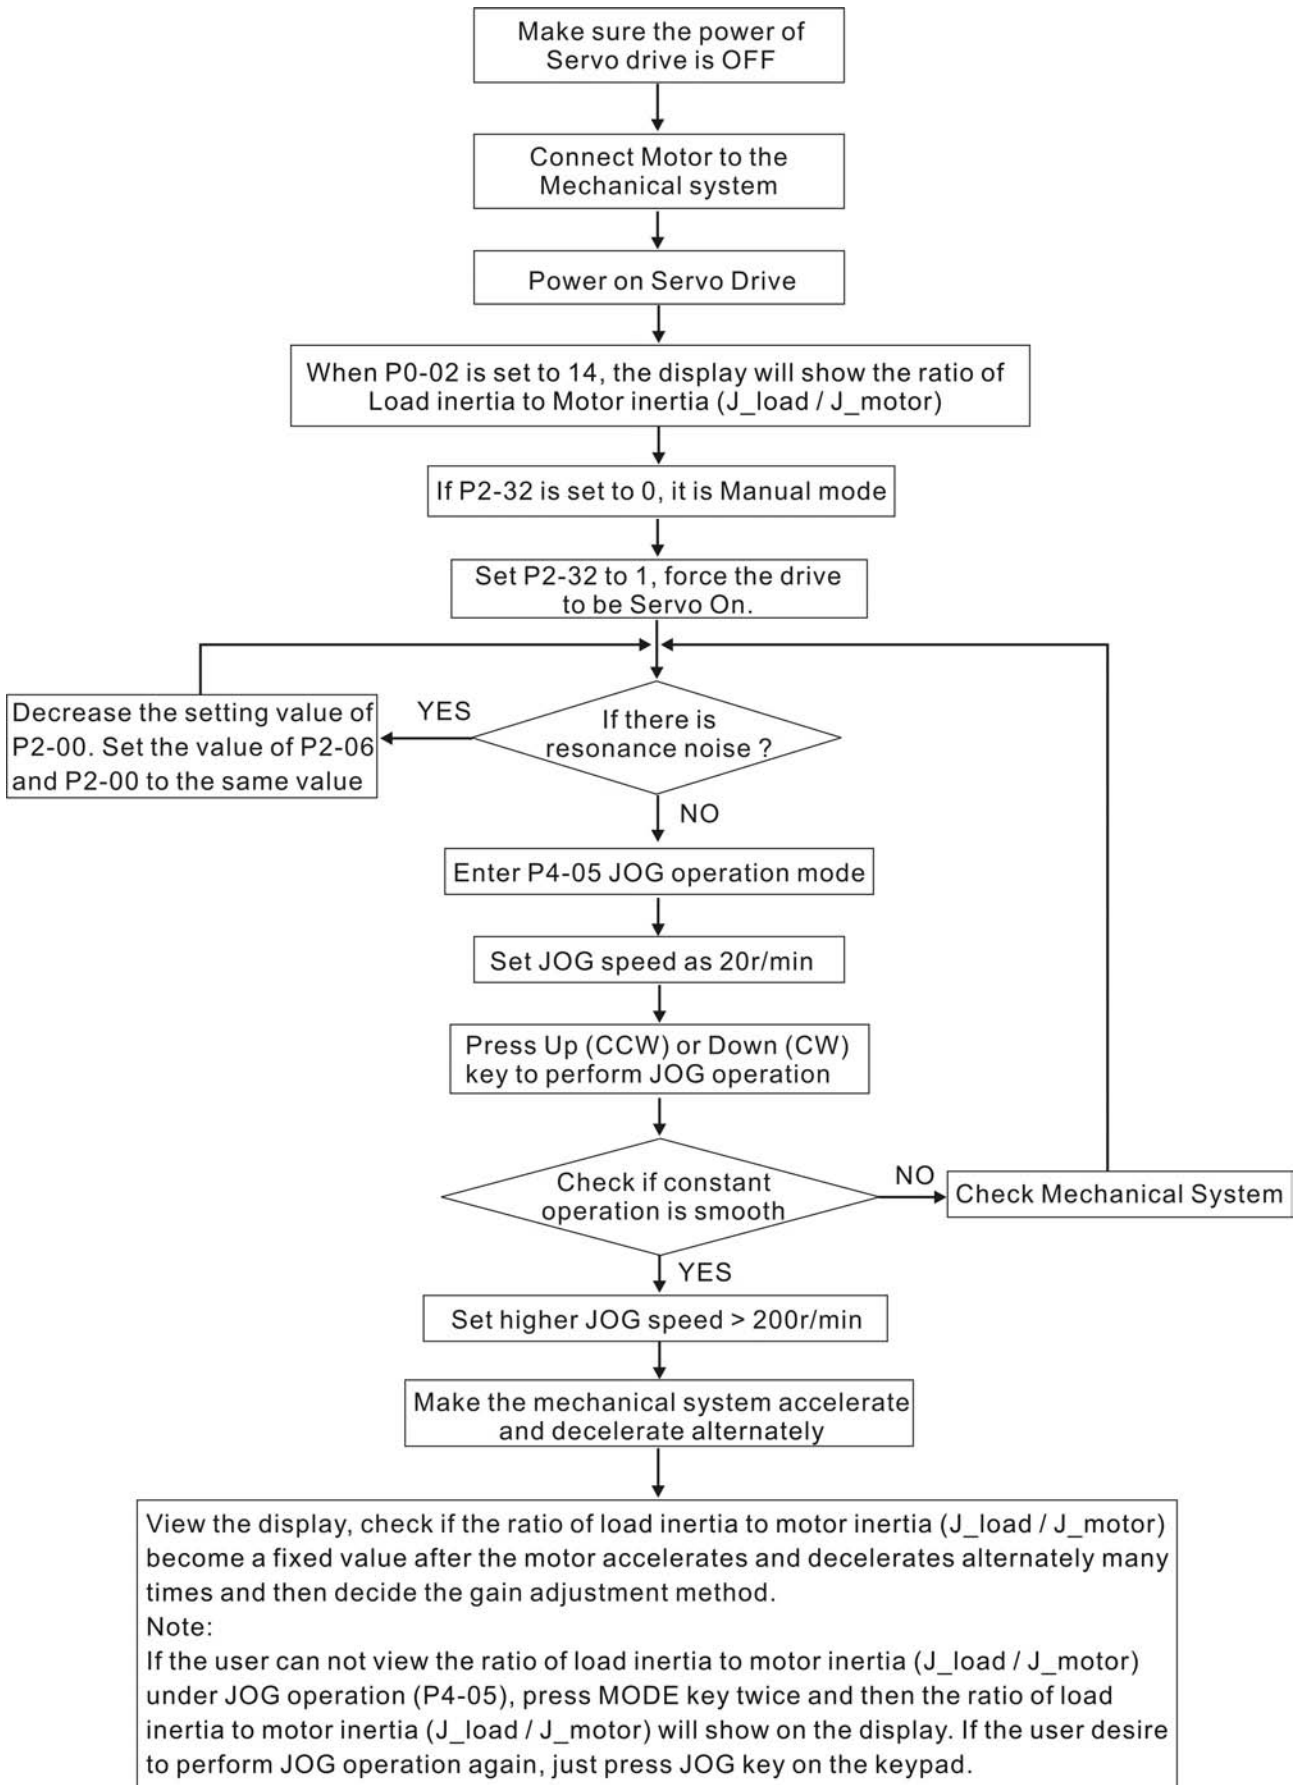 Make sure the power of
Servo drive is OFF
Connect Motor to the
Mechanical system
Power on Servo Drive
When P0-02 is set to 14, the display will show the ratio of
Load inertia to Motor inertia (J_load / J_motor)
If P2-32 is set to 0, it is Manual mode
Set P2-32 to 1, force the drive
to be Servo On.
Decrease the setting value of
P2-00. Set the value of P2-06
and P2-00 to the same value
YES
If there is
resonance noise ?
NO
Enter P4-05 JOG operation mode
Set JOG speed as 20r/min
Press Up (CCW) or Down (CW)
key to perform JOG operation
Check if constant
operation is smooth
NO
Check Mechanical System
YES
Set higher JOG speed > 200r/min
Make the mechanical system accelerate
and decelerate alternately
View the display, check if the ratio of load inertia to motor inertia (J_load / J_motor)
become a fixed value after the motor accelerates and decelerates alternately many
times and then decide the gain adjustment method.
Note:
If the user can not view the ratio of load inertia to motor inertia (J_load / J_motor)
under JOG operation (P4-05), press MODE key twice and then the ratio of load
inertia to motor inertia (J_load / J_motor) will show on the display. If the user desire
to perform JOG operation again, just press JOG key on the keypad.